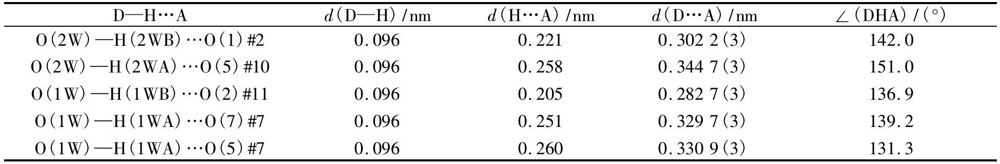 D—H…A d(D—H)/nm d(H…A)/nm d(D…A)/nm ∠(DHA)/(°)
O(2W)—H(2WB)…O(1)#2 0.096 0.221 0.302 2(3) 142.0
O(2W)—H(2WA)…O(5)#10 0.096 0.258 0.344 7(3) 151.0
O(1W)—H(1WB)…O(2)#11 0.096 0.205 0.282 7(3) 136.9
O(1W)—H(1WA)…O(7)#7 0.096 0.251 0.329 7(3) 139.2
O(1W)—H(1WA)…O(5)#7 0.096 0.260 0.330 9(3) 131.3